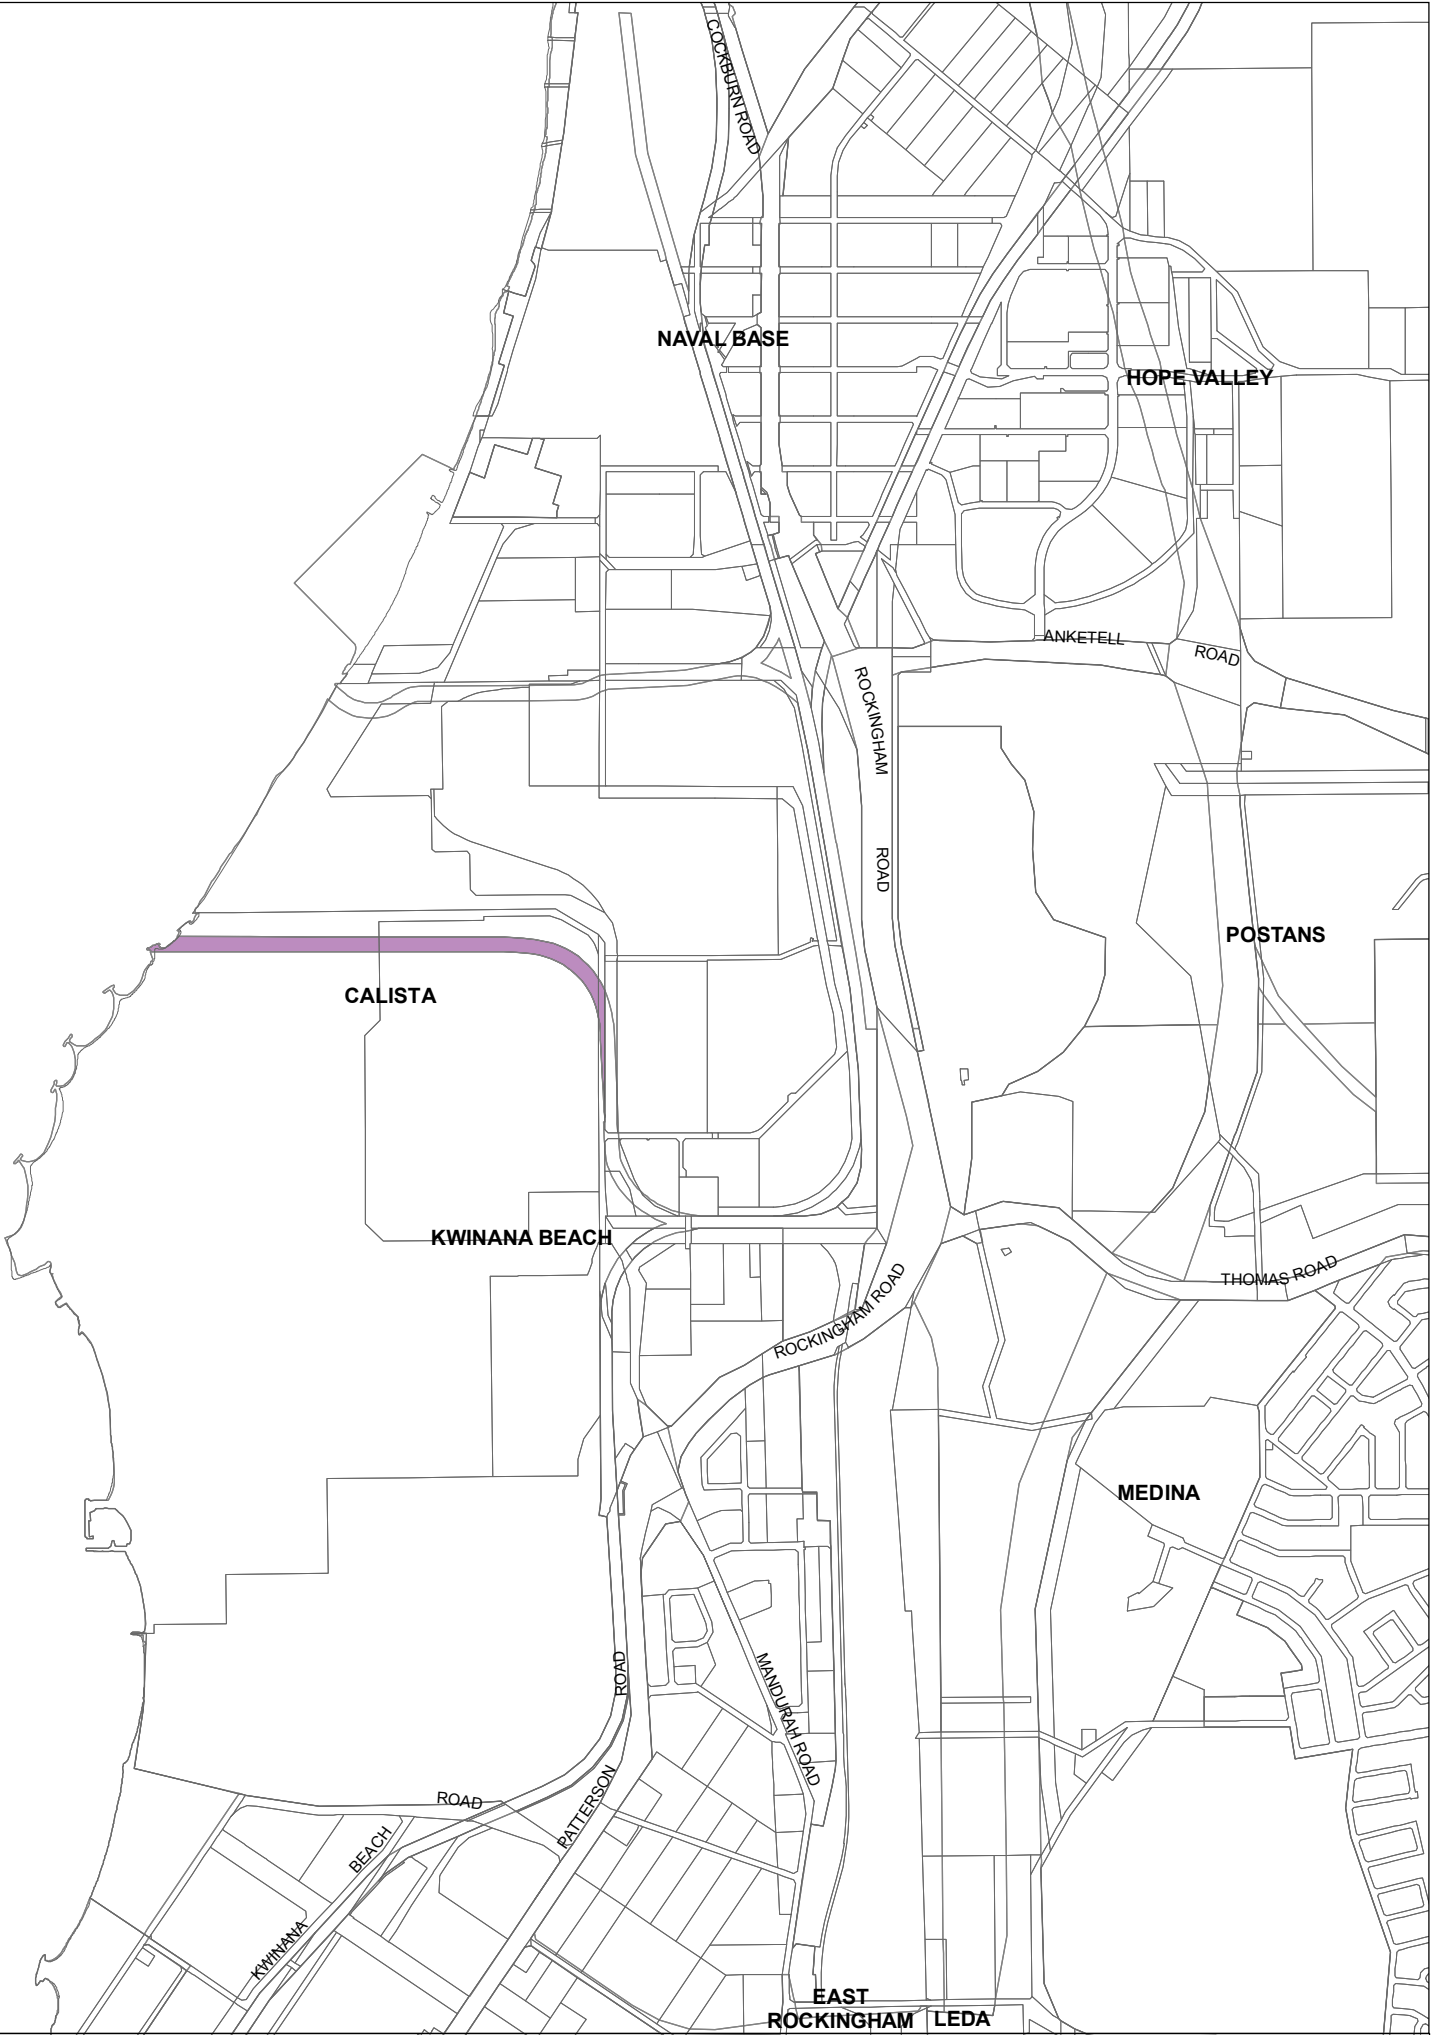 COCKBURN ROAD
NAVAL BASE
HOPE VALLEY
ANKETELL
ROAD
ROCKINGHAM
ROAD
POSTANS
CALISTA
KWINANA BEACH
THOMAS ROAD
ROCKINGHAM ROAD
MEDINA
ROAD
MANDURAH ROAD
PATTERSON
ROAD
BEACH
KWINANA
EAST
ROCKINGHAM
LEDA